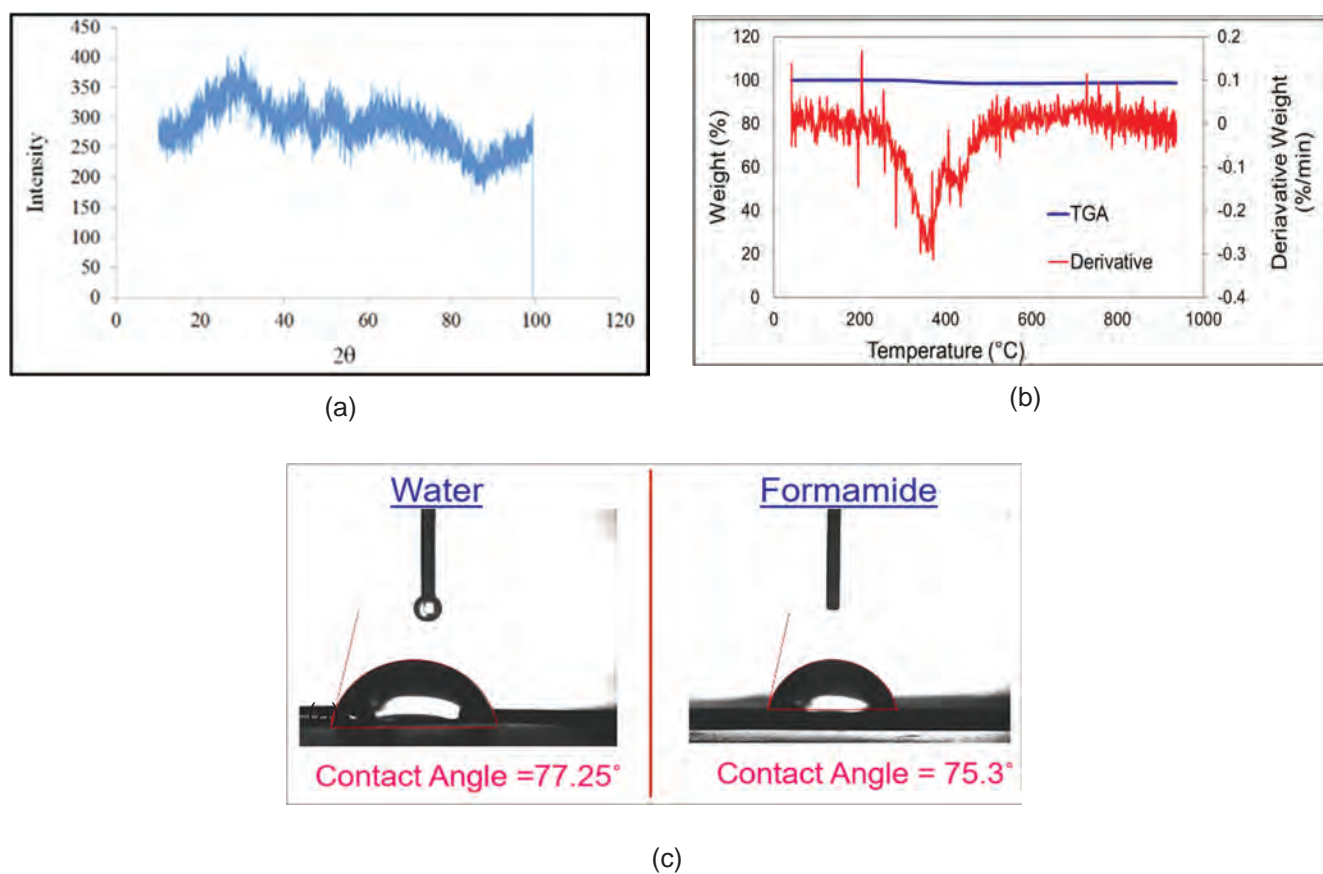 450
400
350
300
250
200
150
100
50
0
Intensity
0 20 40 60 80 100 120
2θ
(a)
120
100
80
60
40
20
0
Weight (%)
0.2
0.1
0
-0.1
-0.2
-0.3
-0.4
Deriavative Weight
(%/min)
TGA
Derivative
0 200 400 600 800 1000
Temperature (°C)
(b)
Water
Formamide
Contact Angle =77.25°
Contact Angle = 75.3°
(c)